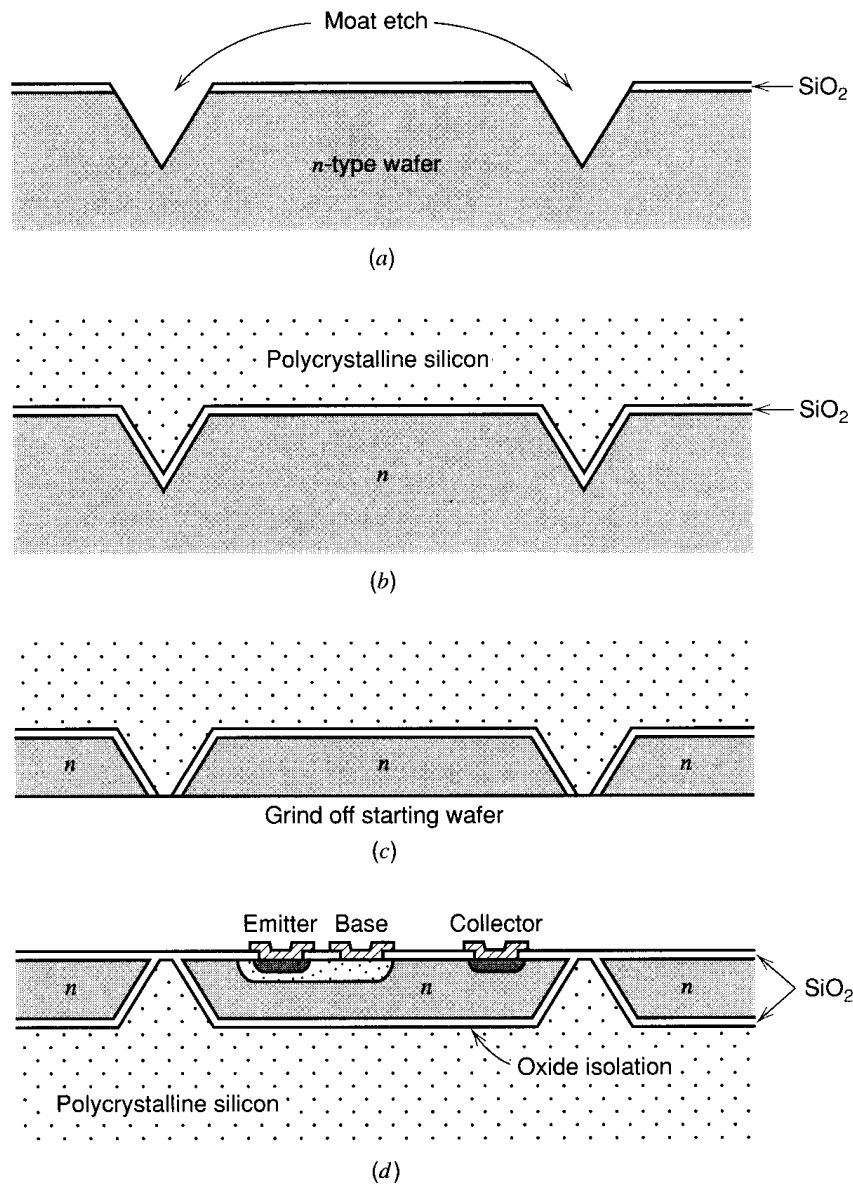 Moat etch
SiO₂
n-type wafer
(a)
Polycrystalline silicon
SiO₂
n
(b)
n n n
Grind off starting wafer
(c)
Emitter Base Collector
n n n
SiO₂
Oxide isolation
Polycrystalline silicon
(d)